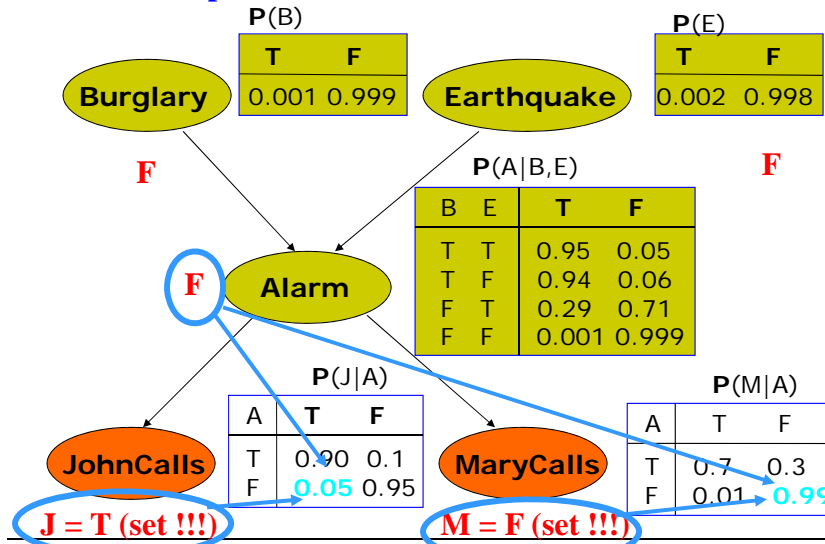 P(B)
T F
0.001 0.999
P(E)
T F
0.002 0.998
Burglary
Earthquake
F
F
P(A|B,E)
B E T F
T T 0.95 0.05
T F 0.94 0.06
F T 0.29 0.71
F F 0.001 0.999
F
Alarm
P(J|A)
A T F
T 0.90 0.1
F 0.05 0.95
P(M|A)
A T F
T 0.7 0.3
F 0.01 0.99
JohnCalls
MaryCalls
J = T (set !!!)
M = F (set !!!)